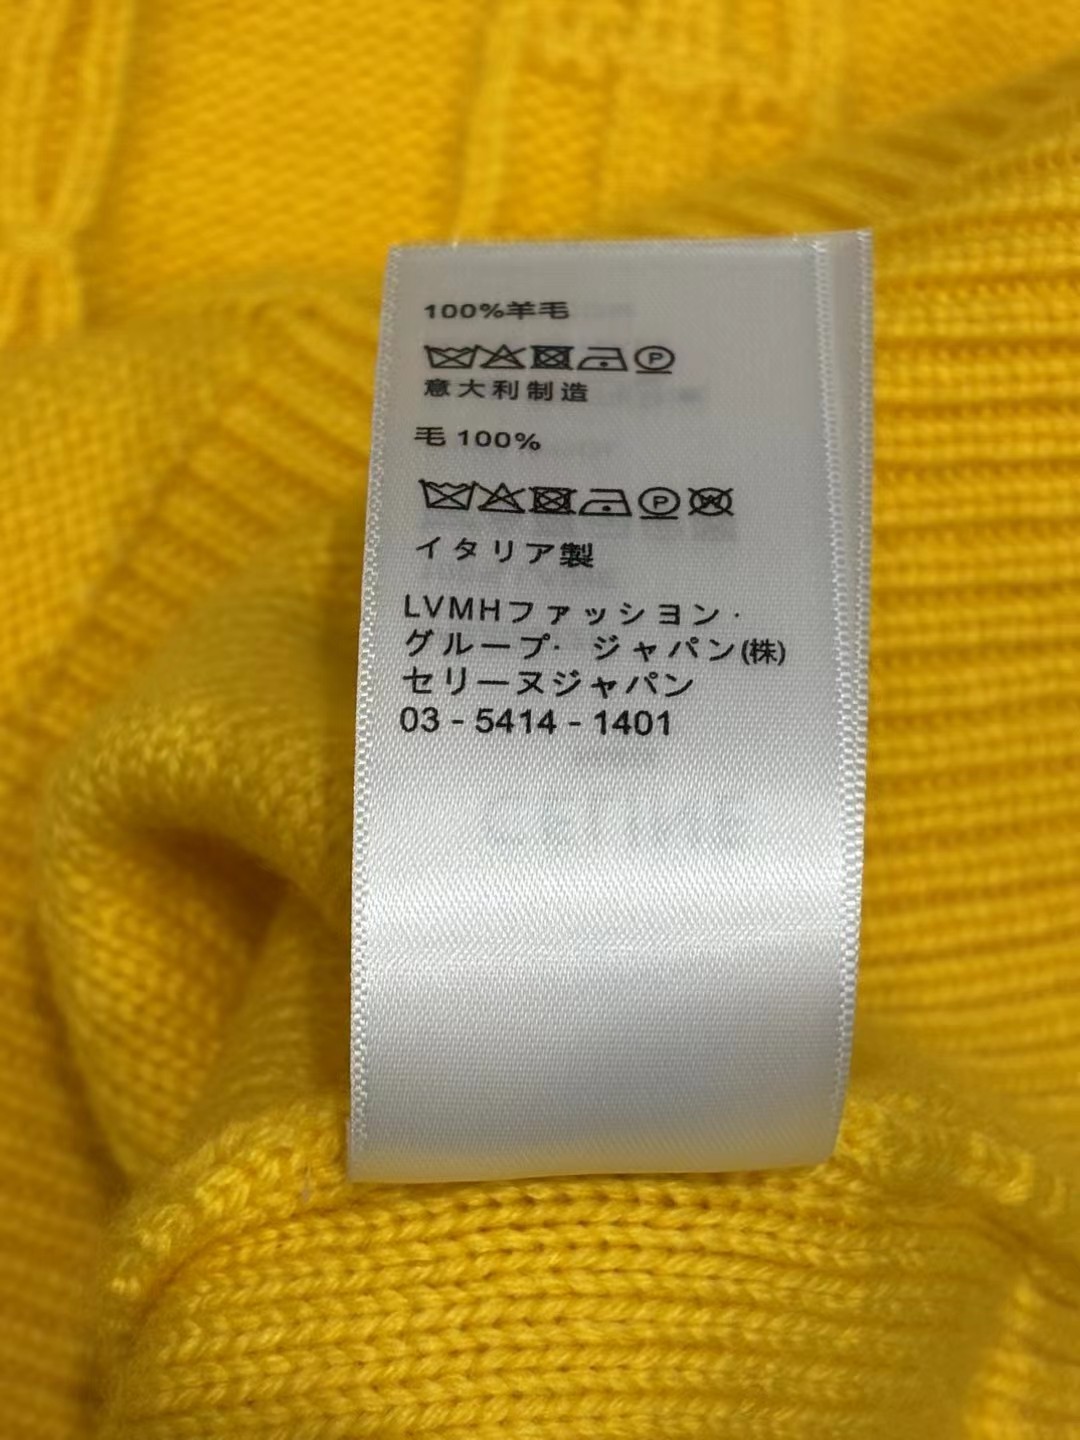 100%羊毛
P
意大利制造
毛 100%
P W
イタリア製
LVMHファッション·
グループ· ジャパン(株)
セリーヌジャパン
03 - 5414 - 1401